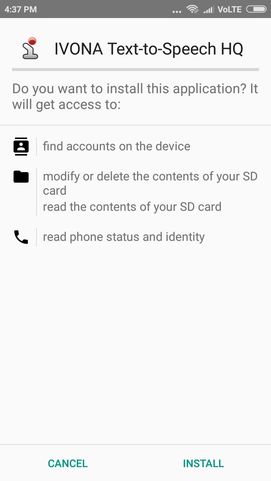 4:37 PM ... VoLTE
IVONA Text-to-Speech HQ
Do you want to install this application? It
will get access to:
find accounts on the device
modify or delete the contents of your SD
card
read the contents of your SD card
read phone status and identity
CANCEL INSTALL